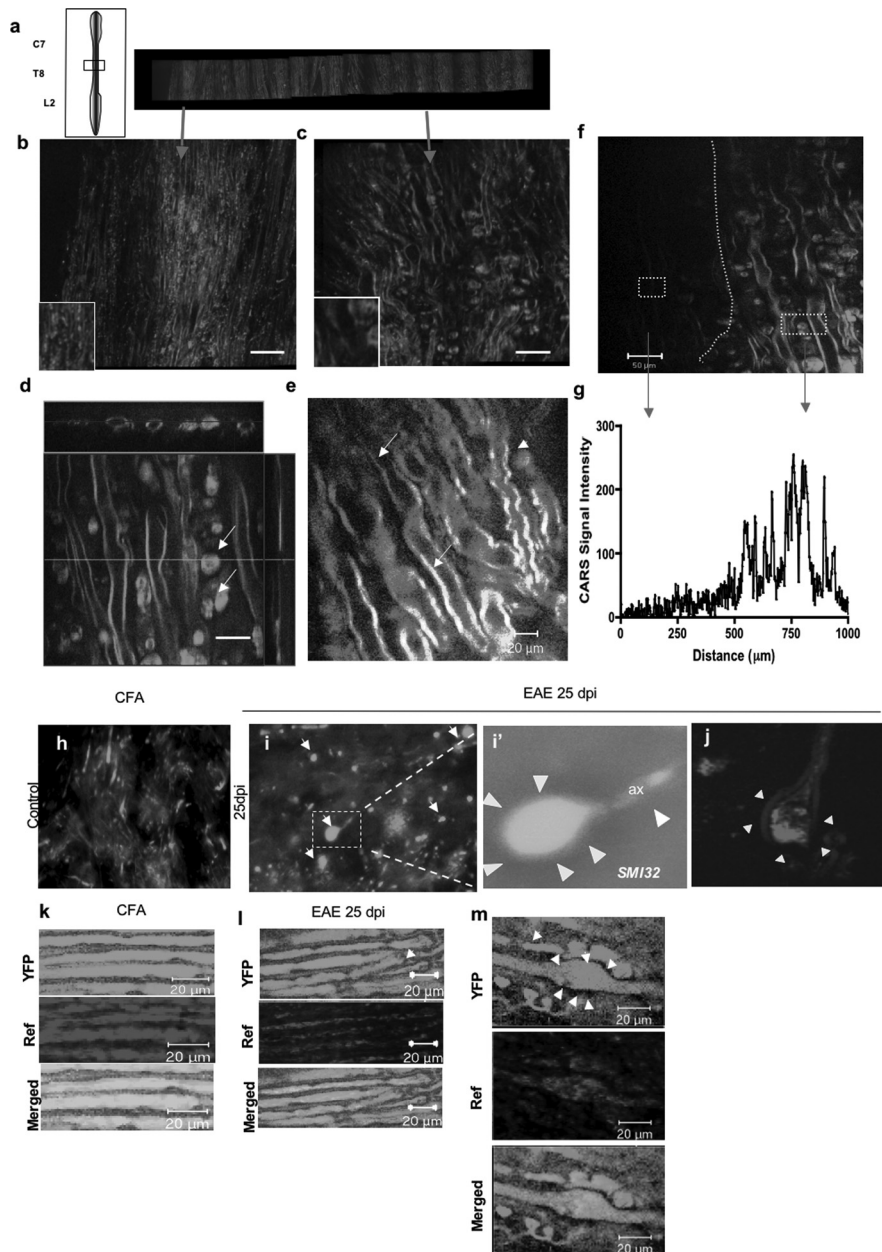 a
C7
T8
L2
b
c
f
50 µm
d
e
20 µm
g
CARS Signal Intensity
300
200
100
0
0 250 500 750 1000
Distance (µm)
CFA
EAE 25 dpi
Control
h
25dpi
i
i'
ax
SMI32
j
k
CFA
l
EAE 25 dpi
m
YFP
20 µm
20 µm
YFP
20 µm
Ref
20 µm
20 µm
Ref
20 µm
Merged
20 µm
20 µm
Merged
20 µm